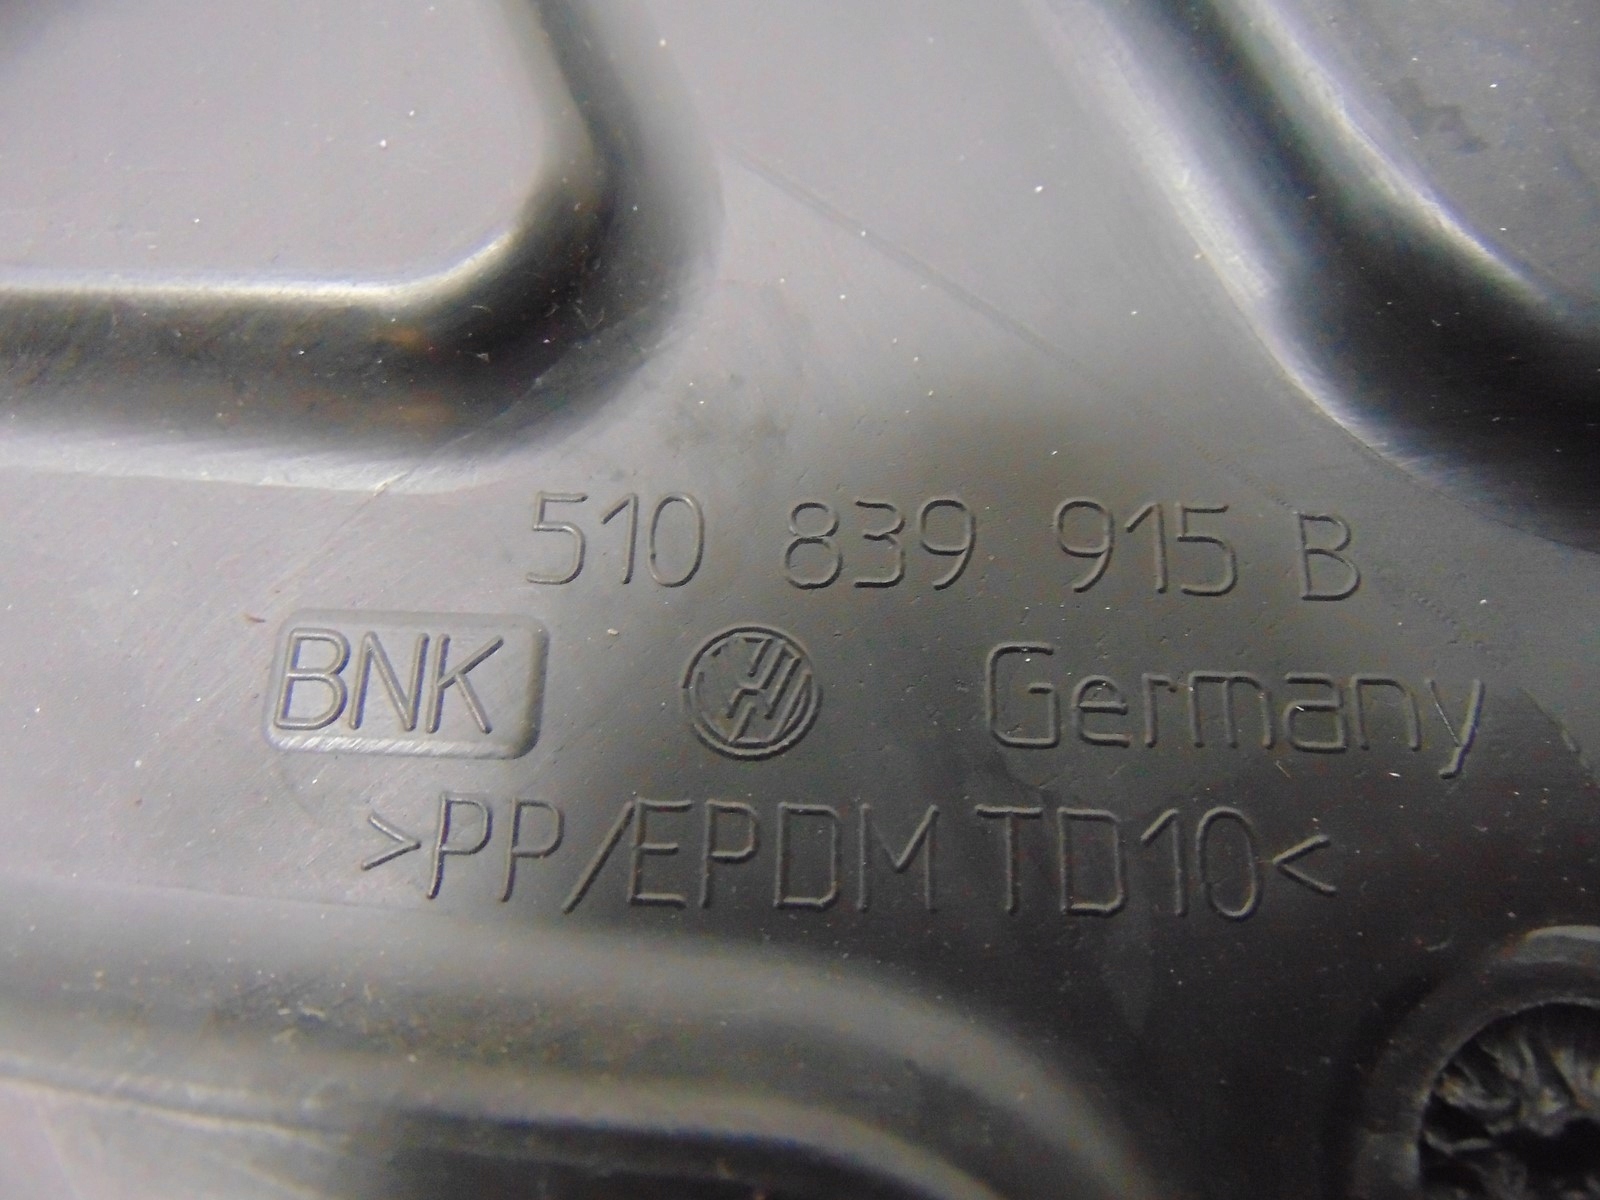 510 839 915 B
BNK Germany
>PP/EPDM TD10<